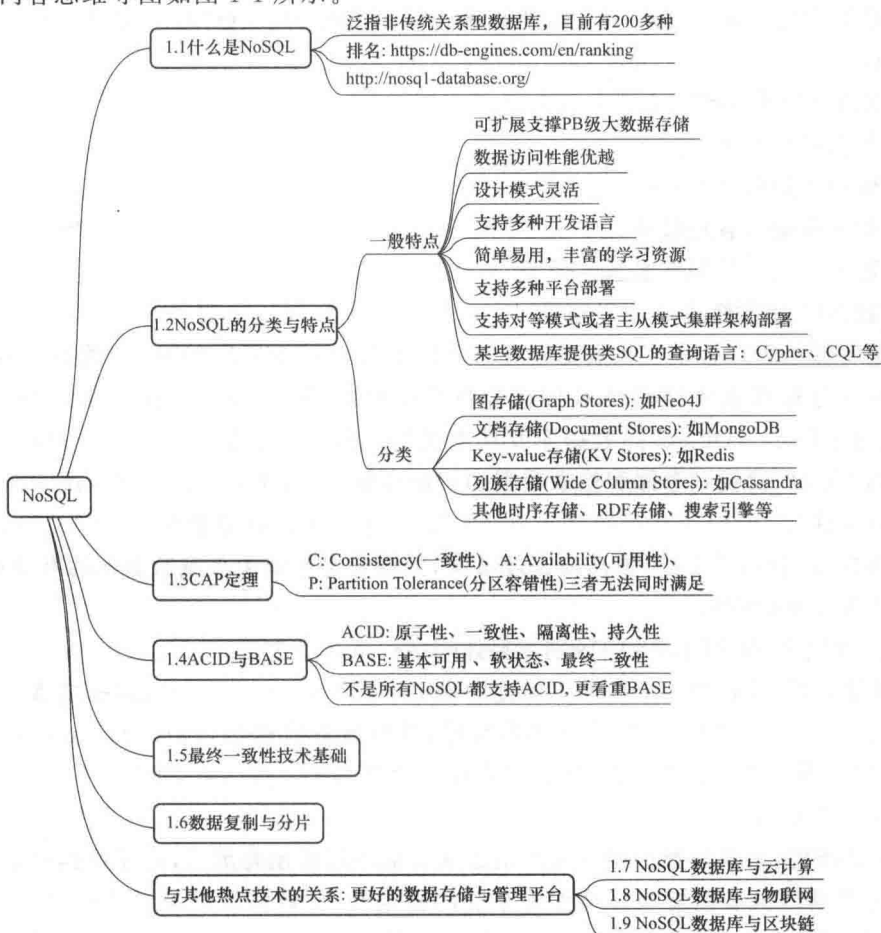 内容思维导图如图1-1所示。
泛指非传统关系型数据库，目前有200多种
1.1什么是NoSQL
排名: https://db-engines.com/en/ranking
http://nosq1-database.org/
可扩展支撑PB级大数据存储
数据访问性能优越
设计模式灵活
支持多种开发语言
一般特点
简单易用，丰富的学习资源
支持多种平台部署
1.2NoSQL的分类与特点
支持对等模式或者主从模式集群架构部署
某些数据库提供类SQL的查询语言：Cypher、CQL等
图存储(Graph Stores): 如Neo4J
文档存储(Document Stores): 如MongoDB
分类
Key-value存储(KV Stores): 如Redis
列族存储(Wide Column Stores): 如Cassandra
其他时序存储、RDF存储、搜索引擎等
NoSQL
1.3CAP定理
C: Consistency(一致性)、A: Availability(可用性)、
P: Partition Tolerance(分区容错性)三者无法同时满足
ACID: 原子性、一致性、隔离性、持久性
1.4ACID与BASE
BASE: 基本可用、软状态、最终一致性
不是所有NoSQL都支持ACID, 更看重BASE
1.5最终一致性技术基础
1.6数据复制与分片
与其他热点技术的关系: 更好的数据存储与管理平台
1.7 NoSQL数据库与云计算
1.8 NoSQL数据库与物联网
1.9 NoSQL数据库与区块链